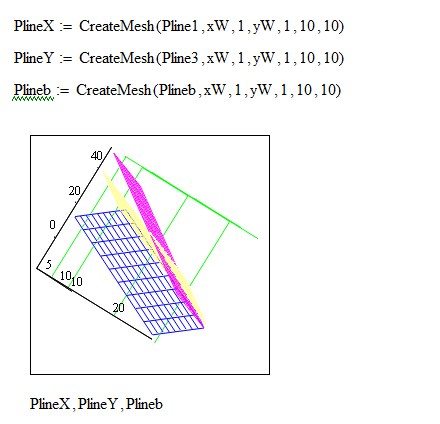 PlineX := CreateMesh(Pline1,xW,1,yW,1,10,10)
PlineY := CreateMesh(Pline3,xW,1,yW,1,10,10)
Plineb := CreateMesh(Plineb,xW,1,yW,1,10,10)
40
20
0
5
10
10
20
PlineX,PlineY,Plineb